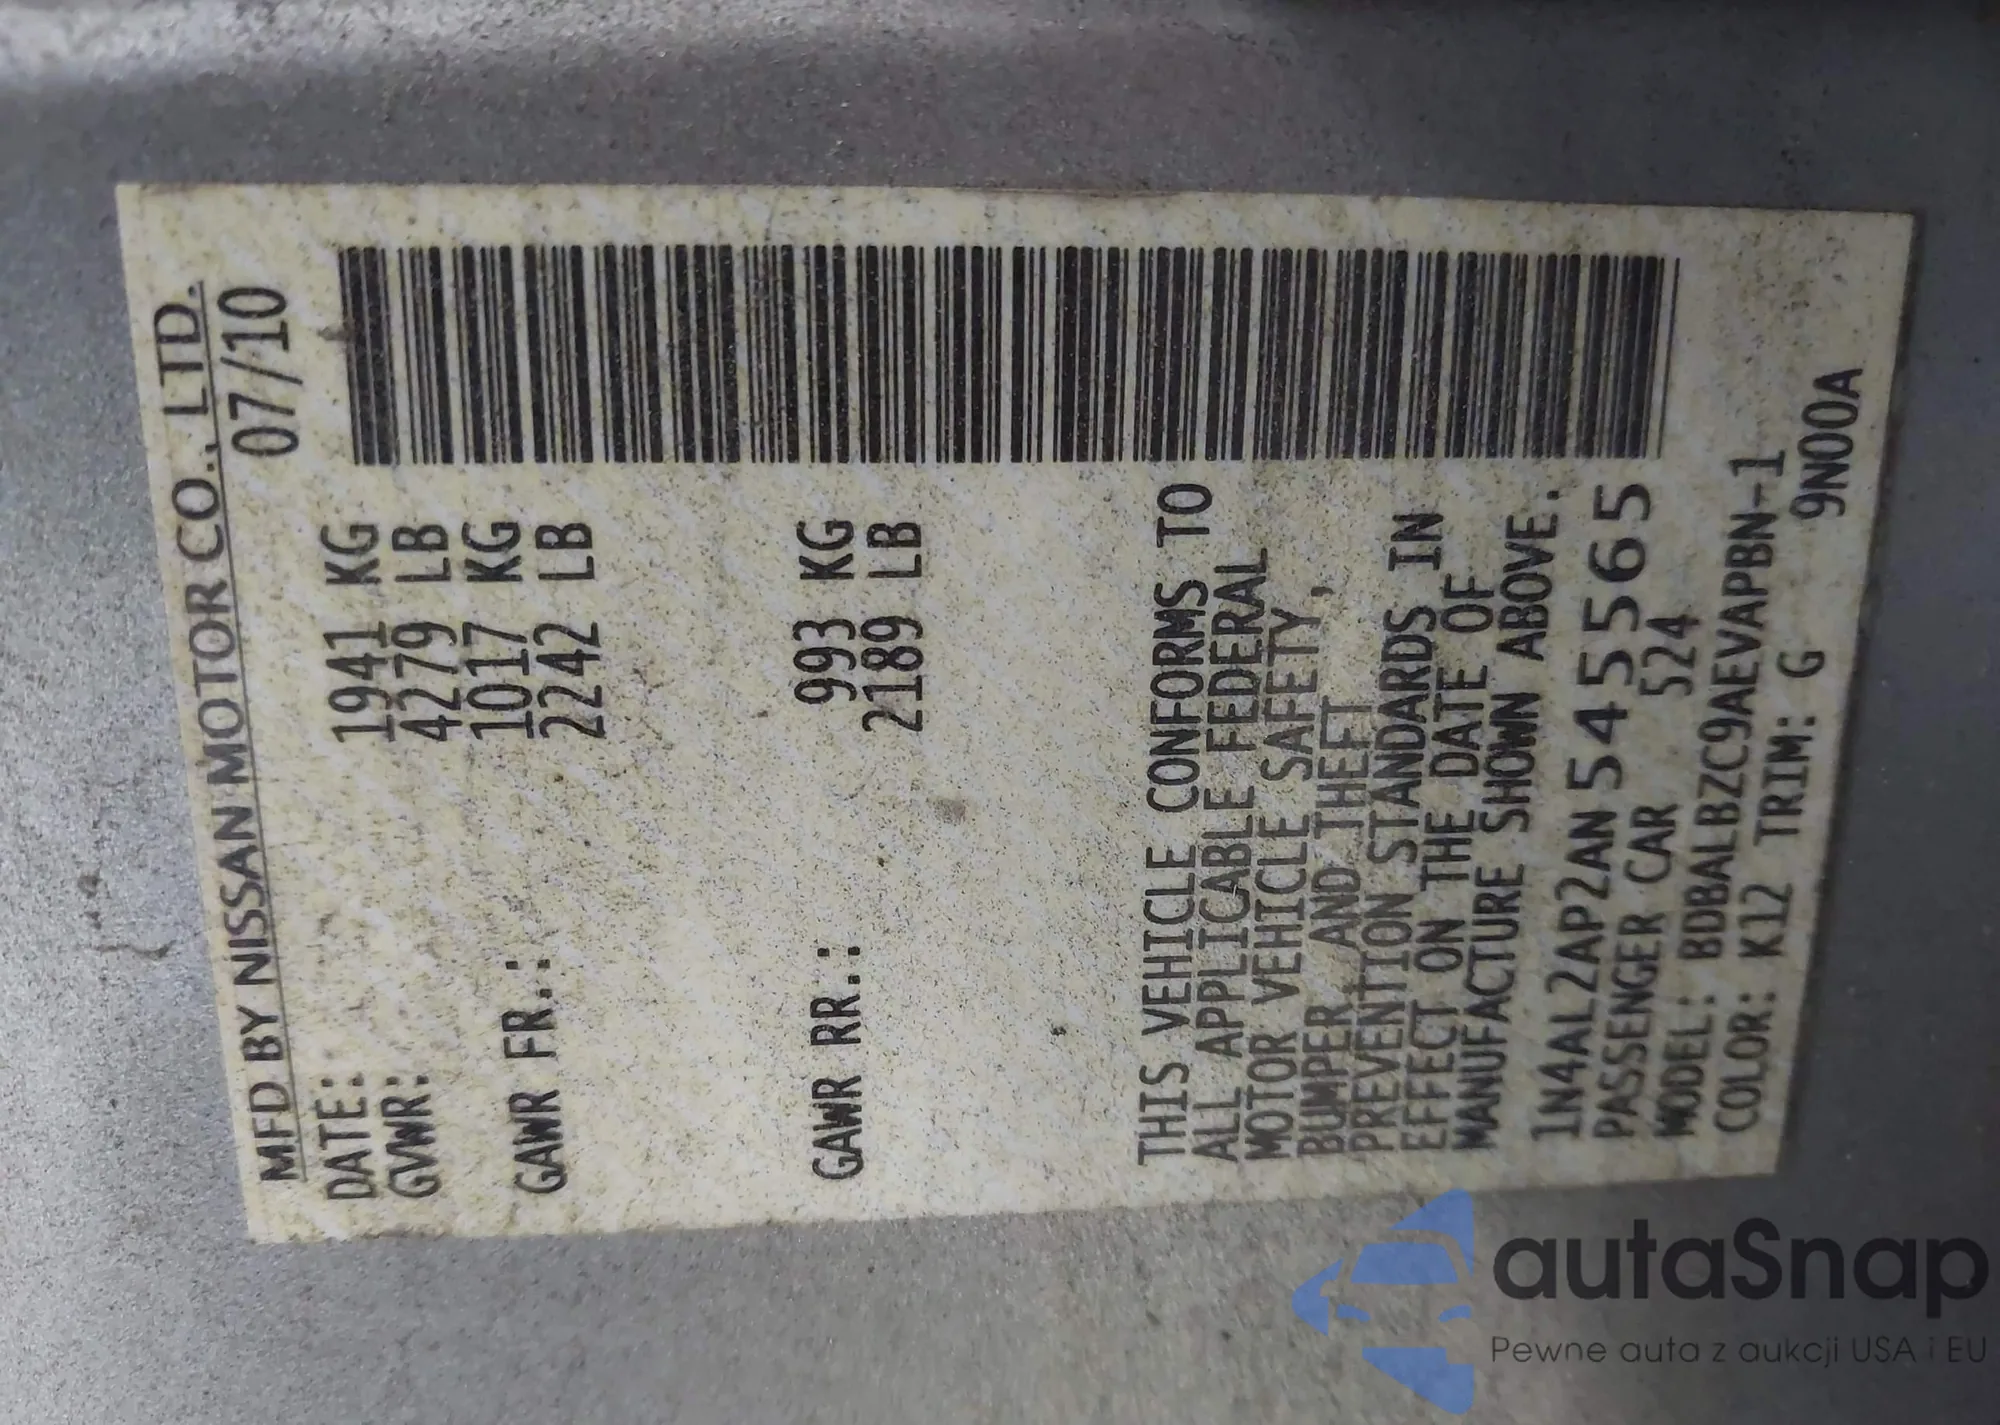 MFD BY NISSAN MOTOR CO., LTD.
DATE: 07/10
GVWR: 1941 KG
4279 LB
GAWR FR.: 1017 KG
2242 LB
GAWR RR.: 993 KG
2189 LB
THIS VEHICLE CONFORMS TO
ALL APPLICABLE FEDERAL
MOTOR VEHICLE SAFETY,
BUMPER, AND THEFT
PREVENTION STANDARDS IN
EFFECT ON THE DATE OF
MANUFACTURE SHOWN ABOVE.
1N4AL2AP2AN545565
PASSENGER CAR 524
MODEL: BDBALBZC9AEVAPBN-1
COLOR: K12 TRIM: G 9N00A
autaSnap
Pewne auta z aukcji USA i EU